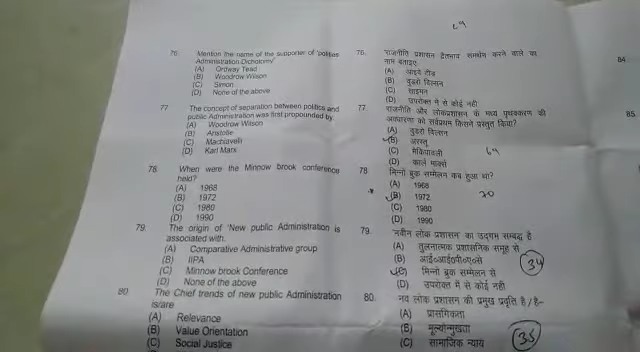 76. Mention the name of the supporter of 'politics
Administration Dichotomy'
(A) Ordway Tead
(B) Woodrow Wilson
(C) Simon
(D) None of the above
77. The concept of separation between politics and
public Administration was first propounded by
(A) Woodrow Wilson
(B) Aristotle
(C) Machiavelli
(D) Karl Marx
78. When were the Minnow brook conference
held?
(A) 1968
(B) 1972
(C) 1980
(D) 1990
79. The origin of 'New public Administration is
associated with.
(A) Comparative Administrative group
(B) IIPA
(C) Minnow brook Conference
(D) None of the above
80. The Chief trends of new public Administration
is/are
(A) Relevance
(B) Value Orientation
(C) Social Justice
76. राजनीति प्रशासन द्वैतभाव समर्थन करने वाले का
नाम बताइए
(A) आर्डवे टीड
(B) वुडरो विल्सन
(C) साइमन
(D) उपरोक्त में से कोई नहीं
77. राजनीति और लोकप्रशासन के मध्य पृथक्करण की
अवधारणा को सर्वप्रथम किसने प्रस्तुत किया?
(A) वुडरो विल्सन
(B) अरस्तू
(C) मैकियावली
(D) कार्ल मार्क्स
78 मिन्नो ब्रुक सम्मेलन कब हुआ था?
(A) 1968
(B) 1972
(C) 1980
(D) 1990
79. 'नवीन लोक प्रशासन' का उद्गम सम्बद्ध है
(A) तुलनात्मक प्रशासनिक समूह से
(B) आई०आई०पी०ए०से
(C) मिन्नो ब्रुक सम्मेलन से
(D) उपरोक्त में से कोई नहीं
80. नव लोक प्रशासन की प्रमुख प्रवृति है / है-
(A) प्रासंगिकता
(B) मूल्योन्मुखता
(C) सामाजिक न्याय
84.
85.
70
34
35